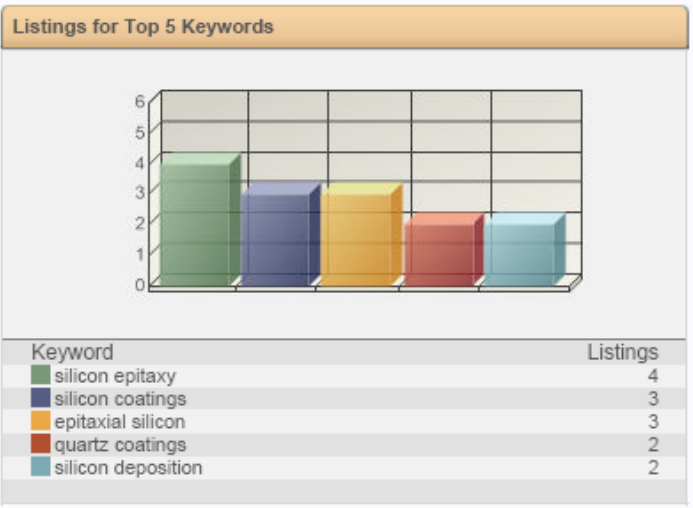 Listings for Top 5 Keywords
6
5
4
3
2
1
0
Keyword Listings
silicon epitaxy 4
silicon coatings 3
epitaxial silicon 3
quartz coatings 2
silicon deposition 2